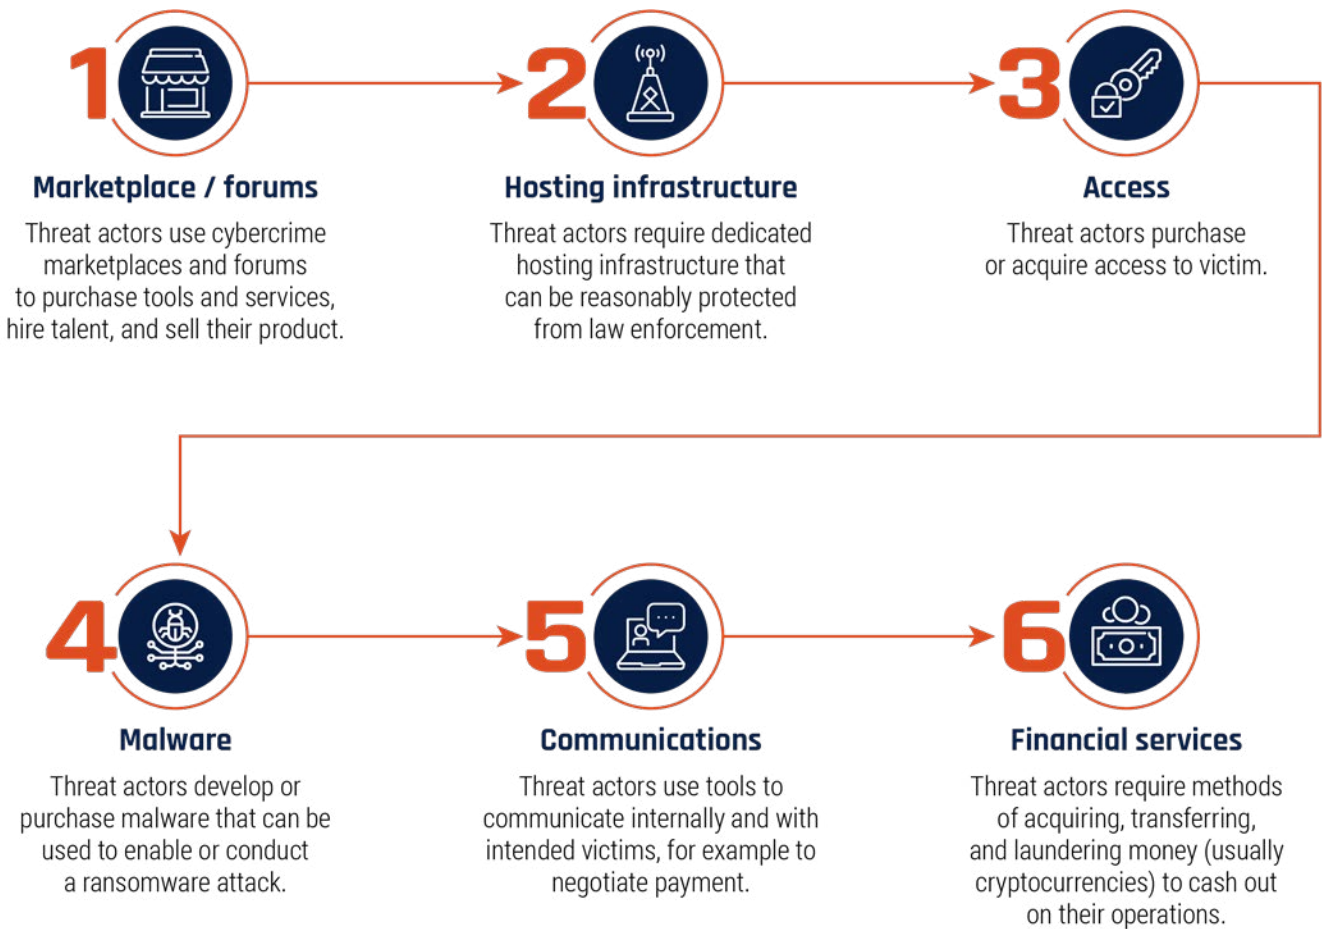 1
Marketplace / forums
Threat actors use cybercrime
marketplaces and forums
to purchase tools and services,
hire talent, and sell their product.
2
Hosting infrastructure
Threat actors require dedicated
hosting infrastructure that
can be reasonably protected
from law enforcement.
3
Access
Threat actors purchase
or acquire access to victim.
4
Malware
Threat actors develop or
purchase malware that can be
used to enable or conduct
a ransomware attack.
5
Communications
Threat actors use tools to
communicate internally and with
intended victims, for example to
negotiate payment.
6
Financial services
Threat actors require methods
of acquiring, transferring,
and laundering money (usually
cryptocurrencies) to cash out
on their operations.